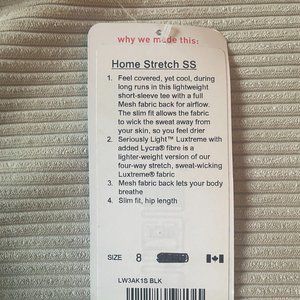 why we made this:
Home Stretch SS
1. Feel covered, yet cool, during
long runs in this lightweight
short-sleeve tee with a full
Mesh fabric back for airflow.
The slim fit allows the fabric
to wick the sweat away from
your skin, so you feel drier
2. Seriously Light™ Luxtreme with
added Lycra® fibre is a
lighter-weight version of our
four-way stretch, sweat-wicking
Luxtreme® fabric
3. Mesh fabric back lets your body
breathe
4. Slim fit, hip length
SIZE 8
LW3AK1S BLK